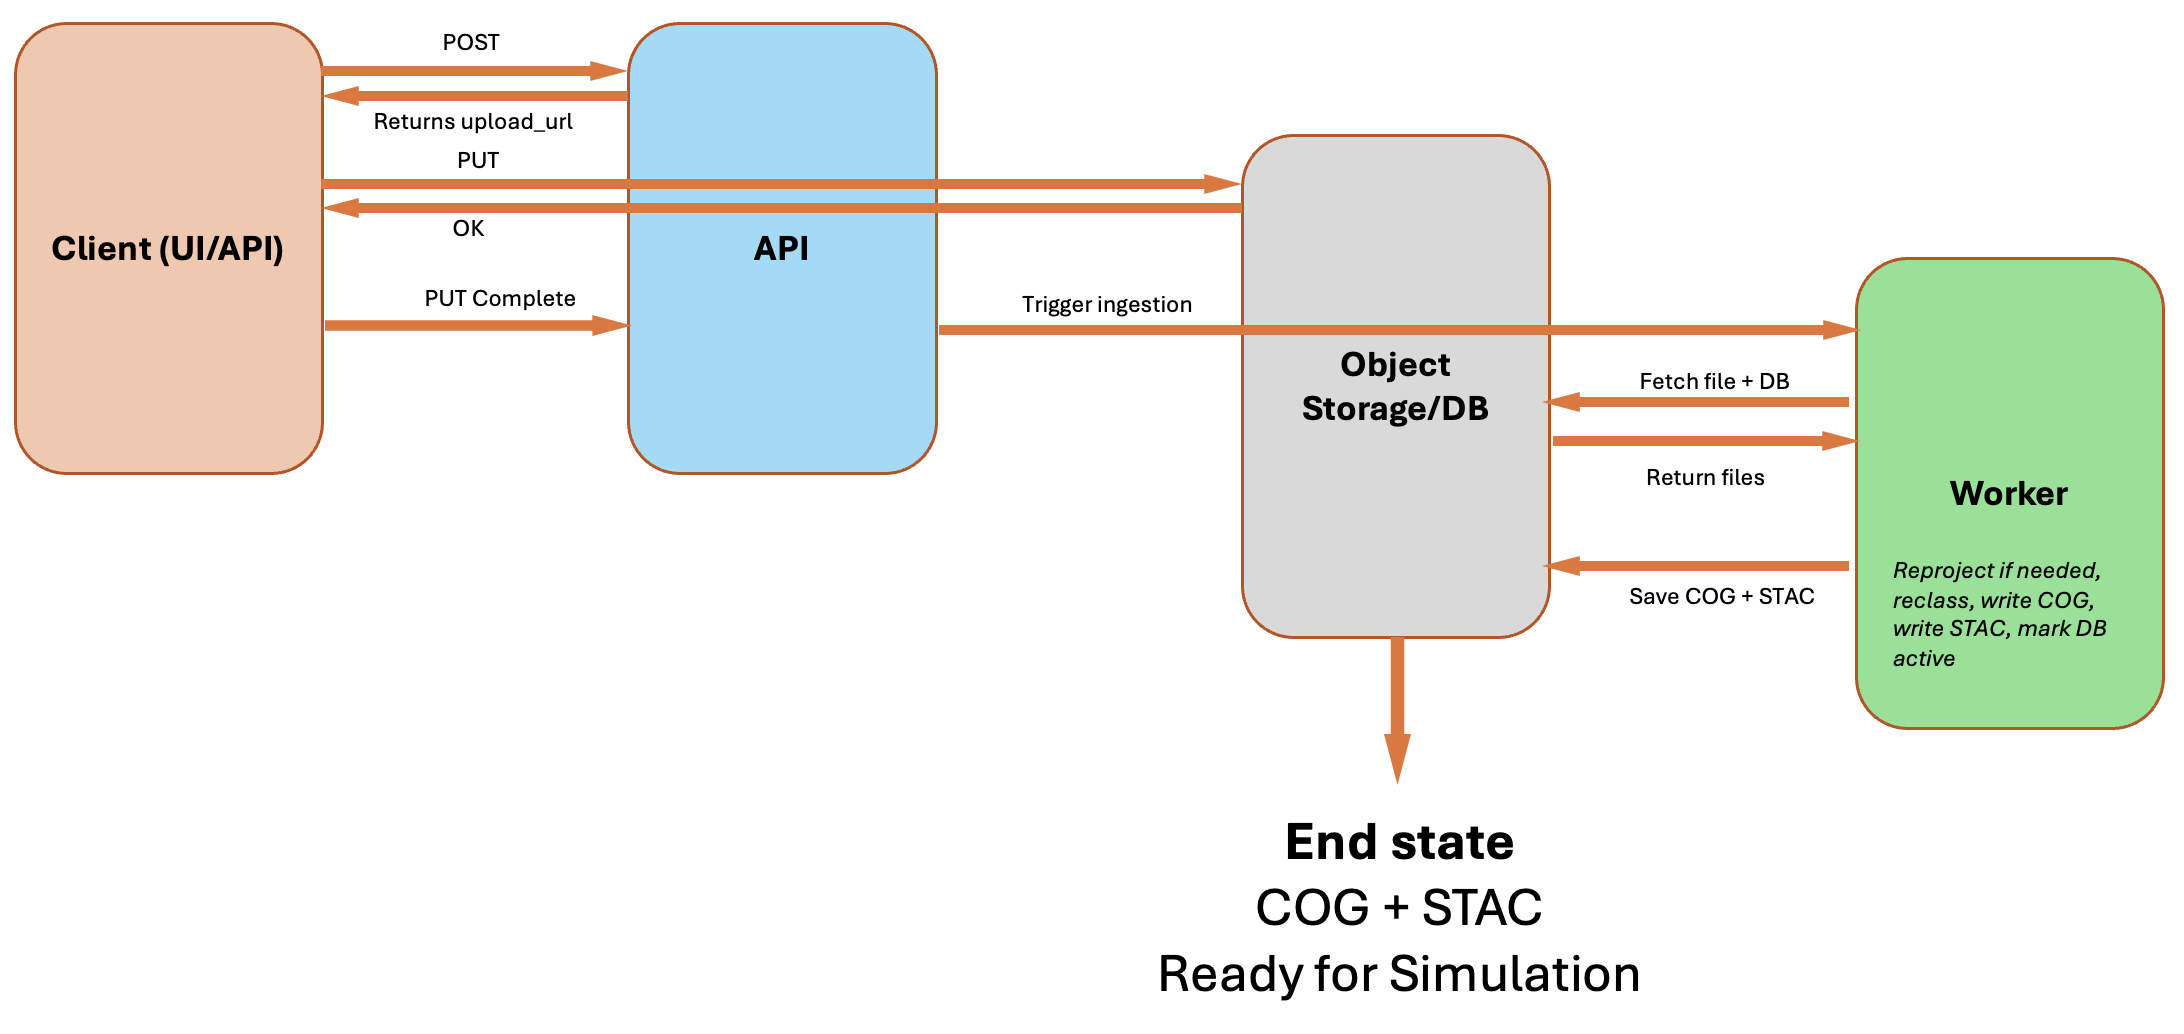 POST
Returns upload_url
PUT
OK
Client (UI/API)
API
PUT Complete
Trigger ingestion
Object
Storage/DB
Fetch file + DB
Return files
Worker
Save COG + STAC
Reproject if needed,
reclass, write COG,
write STAC, mark DB
active
End state
COG + STAC
Ready for Simulation